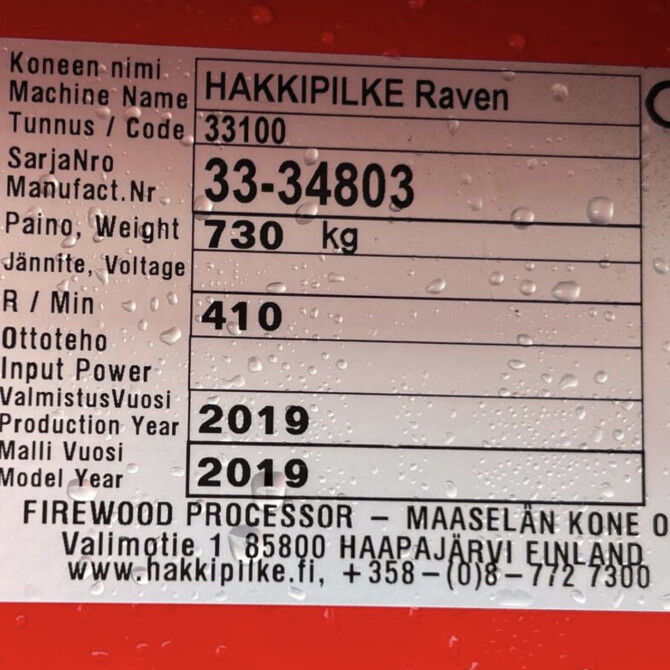 Koneen nimi
Machine Name HAKKIPILKE Raven
Tunnus / Code 33100
SarjaNro
Manufact.Nr 33-34803
Paino, Weight 730 kg
Jännite, Voltage
R / Min 410
Ottoteho
Input Power
ValmistusVuosi
Production Year 2019
Malli Vuosi
Model Year 2019
FIREWOOD PROCESSOR – MAASELÄN KONE O
Valimotie 1 85800 HAAPAJÄRVI FINLAND
www.hakkipilke.fi, +358–(0)8–772 7300